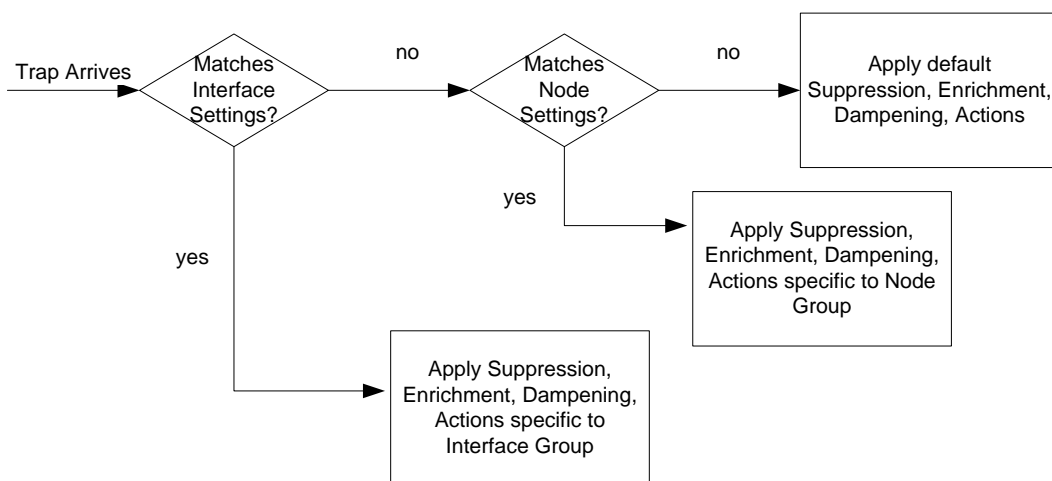 Trap Arrives
Matches
Interface
Settings?
no
Matches
Node
Settings?
no
Apply default
Suppression, Enrichment,
Dampening, Actions
yes
Apply Suppression,
Enrichment, Dampening,
Actions specific to Node
Group
yes
Apply Suppression,
Enrichment, Dampening,
Actions specific to
Interface Group